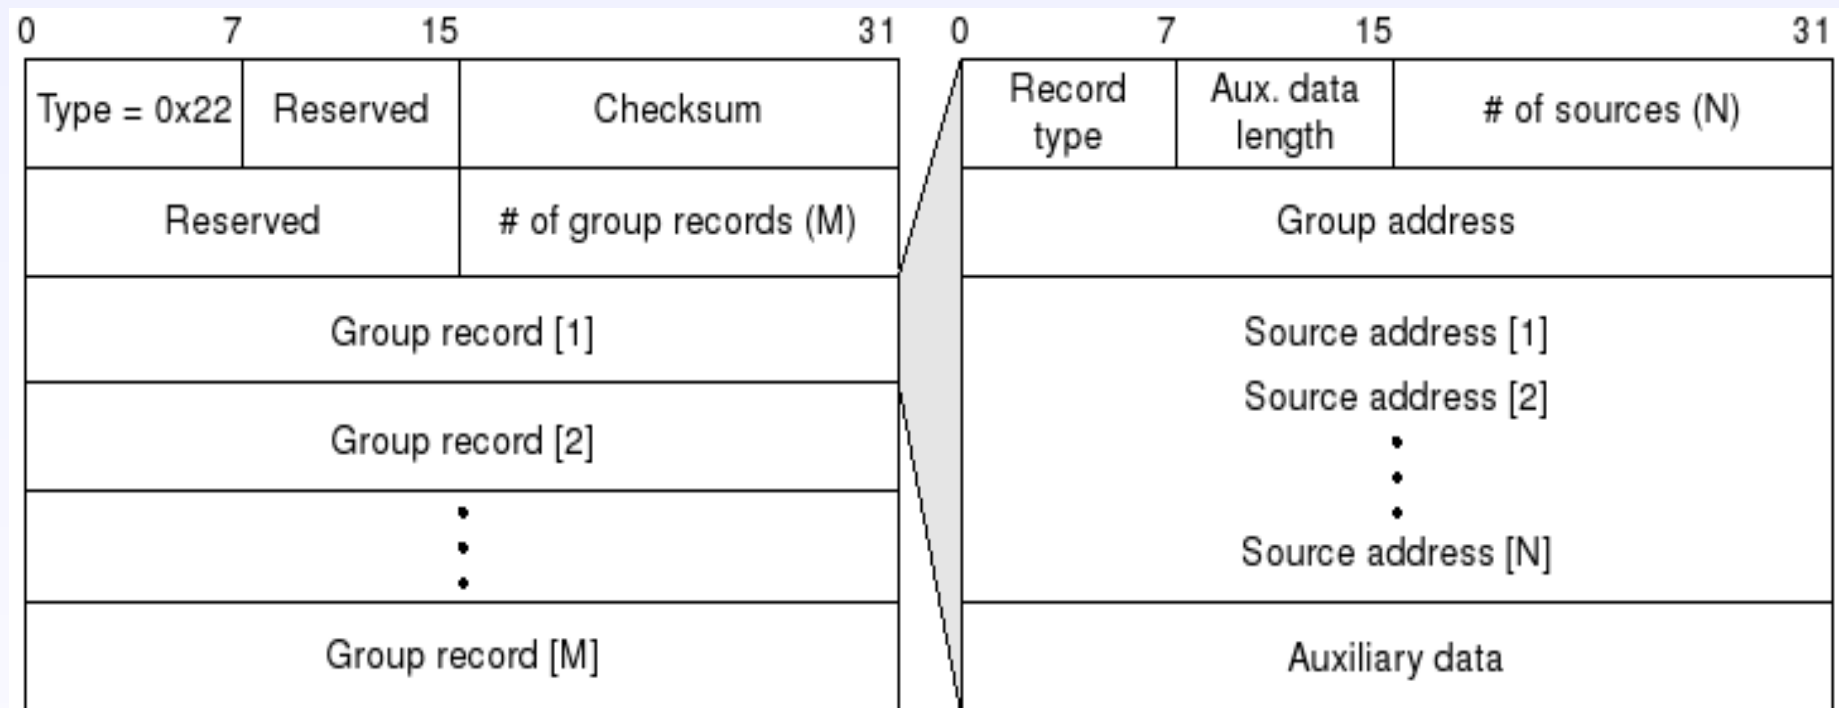 0 7 15 31
Type = 0x22 Reserved Checksum
Reserved # of group records (M)
Group record [1]
Group record [2]
Group record [M]
0 7 15 31
Record
type
Aux. data
length
# of sources (N)
Group address
Source address [1]
Source address [2]
Source address [N]
Auxiliary data